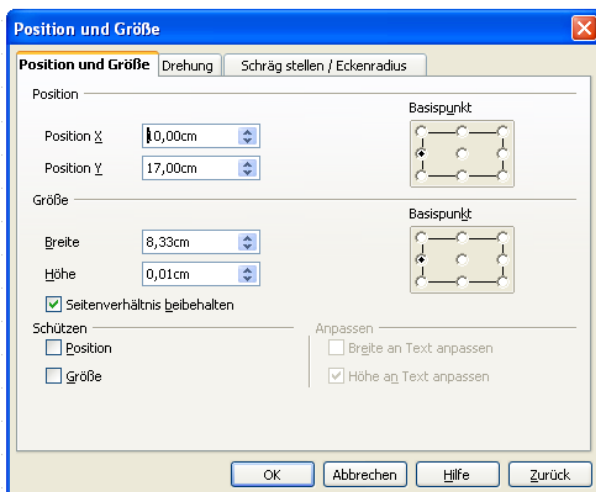 Position und Größe
Position und Größe Drehung Schräg stellen / Eckenradius
Position
Basispunkt
Position X 10,00cm
Position Y 17,00cm
Größe
Basispunkt
Breite 8,33cm
Höhe 0,01cm
Seitenverhältnis beibehalten
Schützen Anpassen
Position Breite an Text anpassen
Größe Höhe an Text anpassen
OK Abbrechen Hilfe Zurück